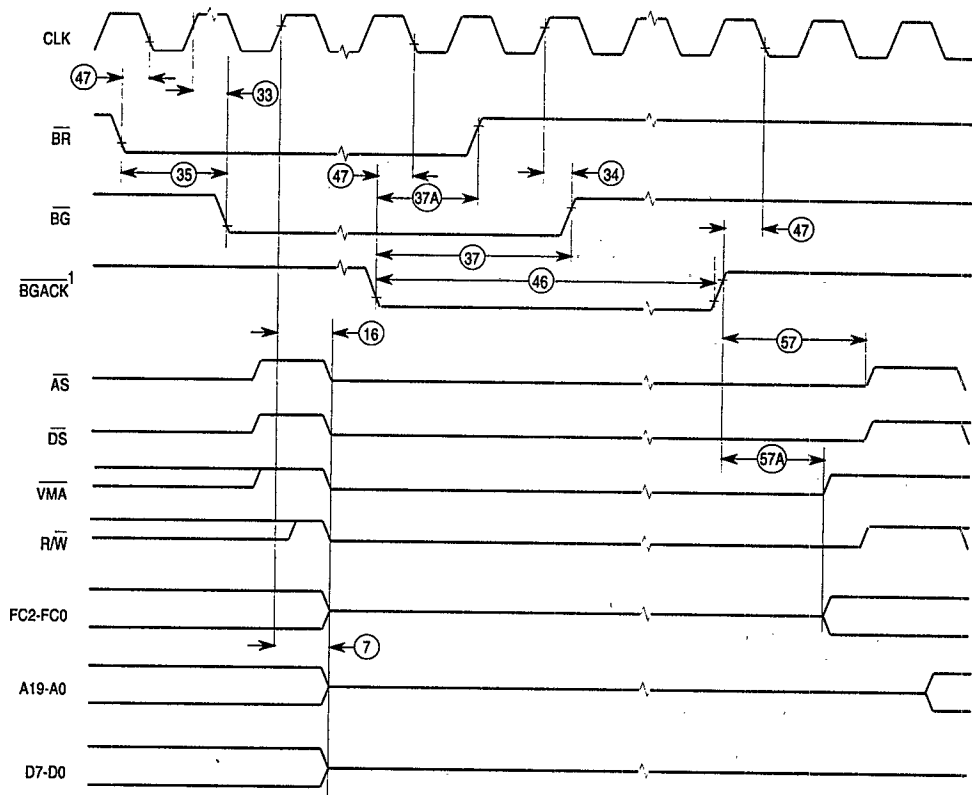 CLK
47
33
BR
35
47
37A
34
BG
47
37
BGACK1
46
16
57
AS
DS
57A
VMA
R/W
FC2-FC0
7
A19-A0
D7-D0